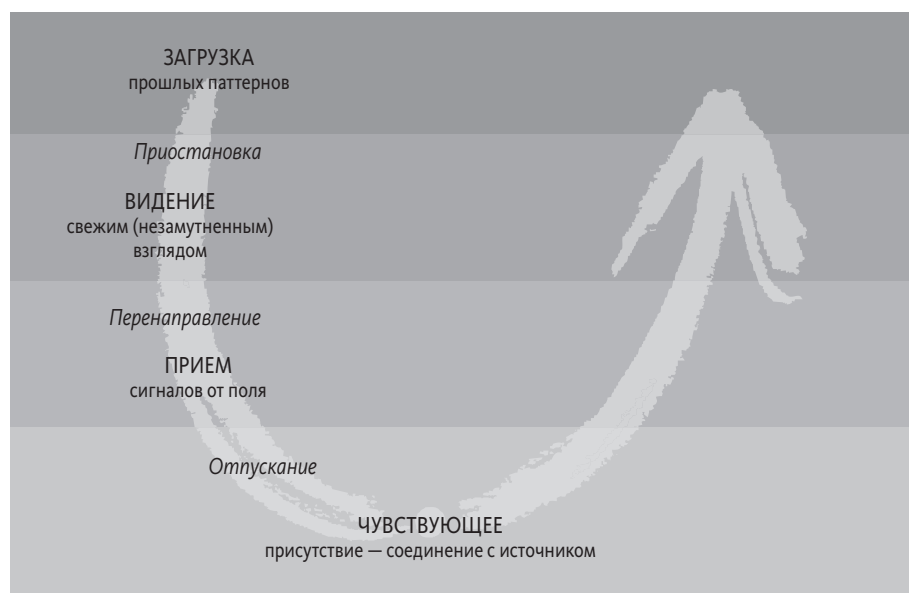 ЗАГРУЗКА
прошлых паттернов
Приостановка
ВИДЕНИЕ
свежим (незамутненным)
взглядом
Перенаправление
ПРИЕМ
сигналов от поля
Отпускание
ЧУВСТВУЮЩЕЕ
присутствие — соединение с источником